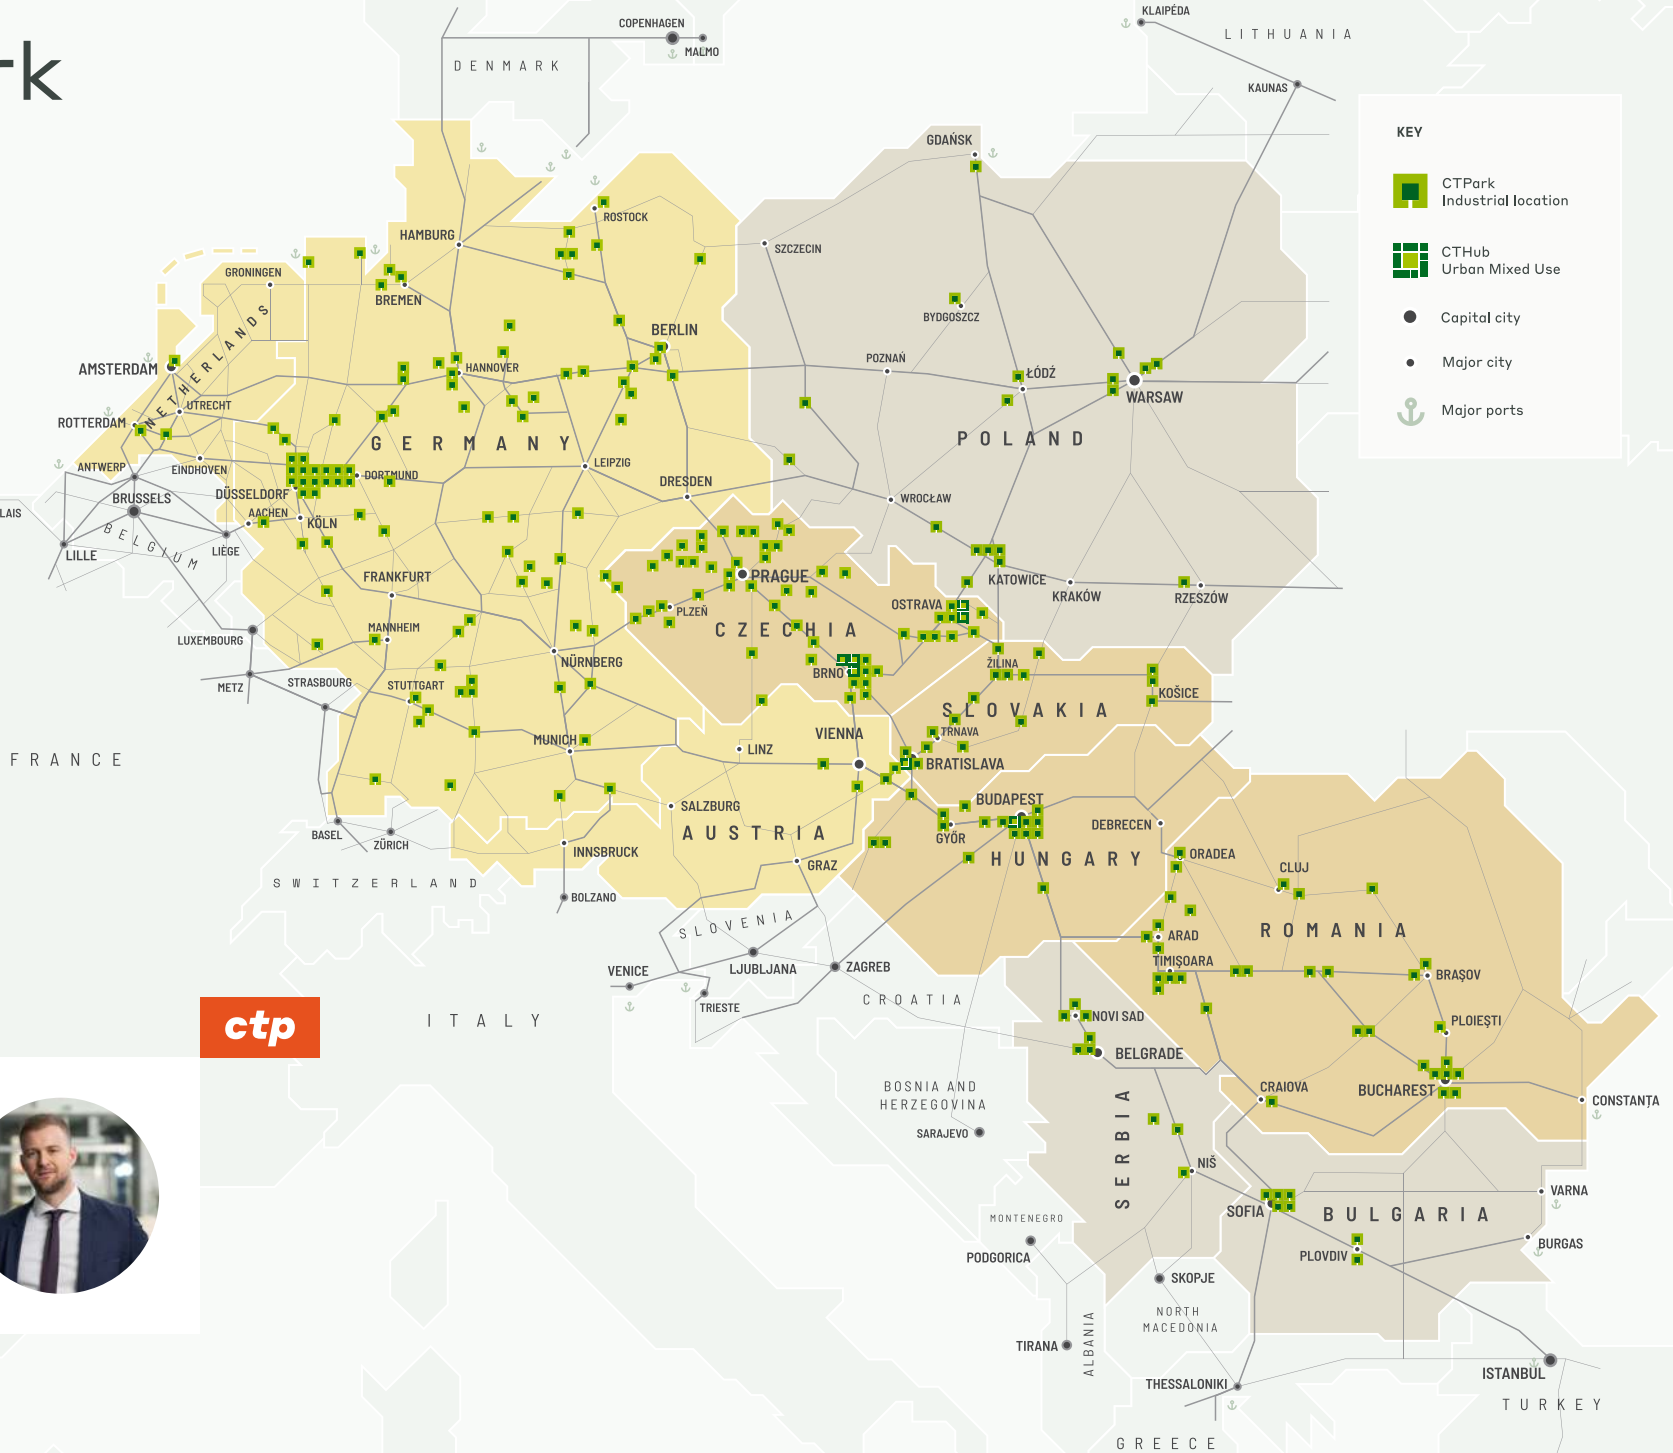 rk
KLAIPĖDA
LITHUANIA
COPENHAGEN
MALMO
DENMARK
KAUNAS
KEY
CTPark
Industrial location
CTHub
Urban Mixed Use
Capital city
Major city
Major ports
GDAŃSK
ROSTOCK
HAMBURG
SZCZECIN
GRONINGEN
BREMEN
BYDGOSZCZ
BERLIN
NETHERLANDS
AMSTERDAM
HANNOVER
POZNAŃ
ŁÓDŹ
WARSAW
UTRECHT
ROTTERDAM
GERMANY
POLAND
ANTWERP
EINDHOVEN
DORTMUND
LEIPZIG
DRESDEN
BRUSSELS
DÜSSELDORF
WROCŁAW
LAIS
AACHEN
KÖLN
BELGIUM
LIÈGE
LILLE
FRANKFURT
PRAGUE
KATOWICE
KRAKÓW
RZESZÓW
PLZEŇ
OSTRAVA
LUXEMBOURG
MANNHEIM
CZECHIA
NÜRNBERG
ŽILINA
METZ
STRASBOURG
STUTTGART
BRNO
KOŠICE
SLOVAKIA
FRANCE
MUNICH
LINZ
VIENNA
TRNAVA
BRATISLAVA
SALZBURG
BUDAPEST
BASEL
ZÜRICH
AUSTRIA
GYŐR
DEBRECEN
INNSBRUCK
HUNGARY
ORADEA
GRAZ
CLUJ
SWITZERLAND
BOLZANO
SLOVENIA
ROMANIA
ARAD
TIMIȘOARA
LJUBLJANA
ZAGREB
VENICE
BRAȘOV
TRIESTE
CROATIA
ctp
ITALY
NOVI SAD
PLOIEȘTI
BELGRADE
BOSNIA AND
HERZEGOVINA
CRAIOVA
BUCHAREST
CONSTANȚA
SARAJEVO
SERBIA
NIŠ
VARNA
MONTENEGRO
SOFIA
BULGARIA
PODGORICA
PLOVDIV
BURGAS
SKOPJE
NORTH
MACEDONIA
ALBANIA
TIRANA
ISTANBUL
THESSALONIKI
TURKEY
GREECE